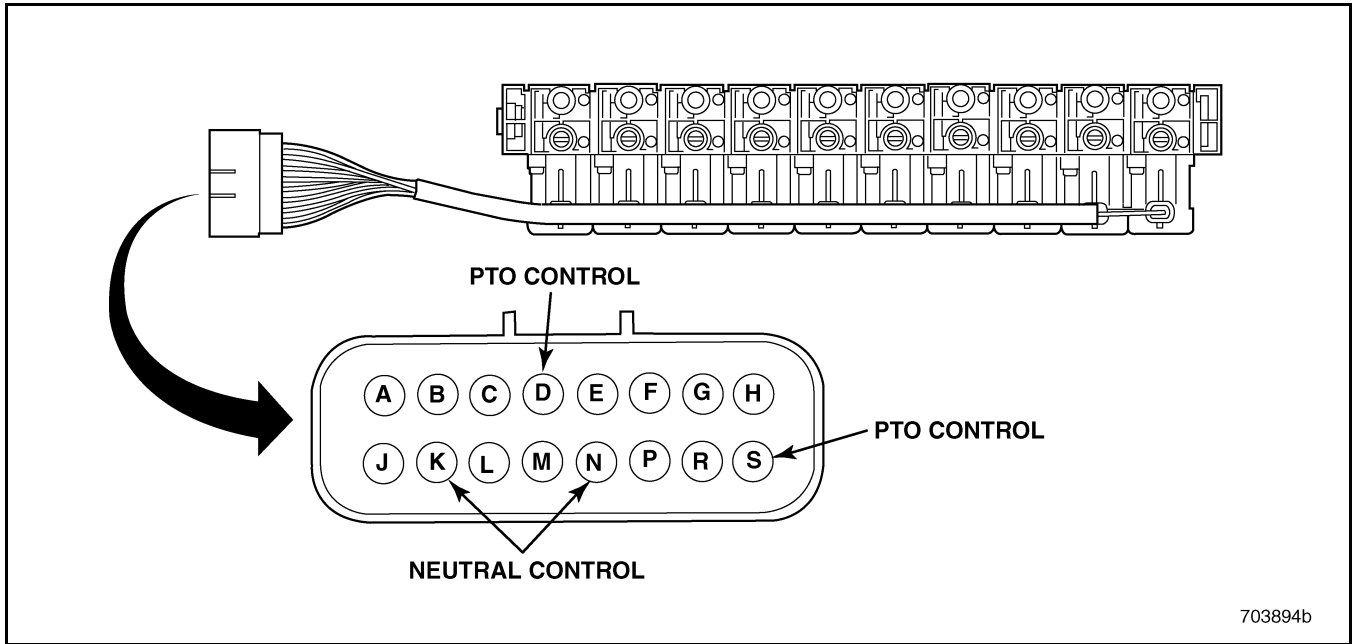 PTO CONTROL
A B C D E F G H
PTO CONTROL
J K L M N P R S
NEUTRAL CONTROL
703894b